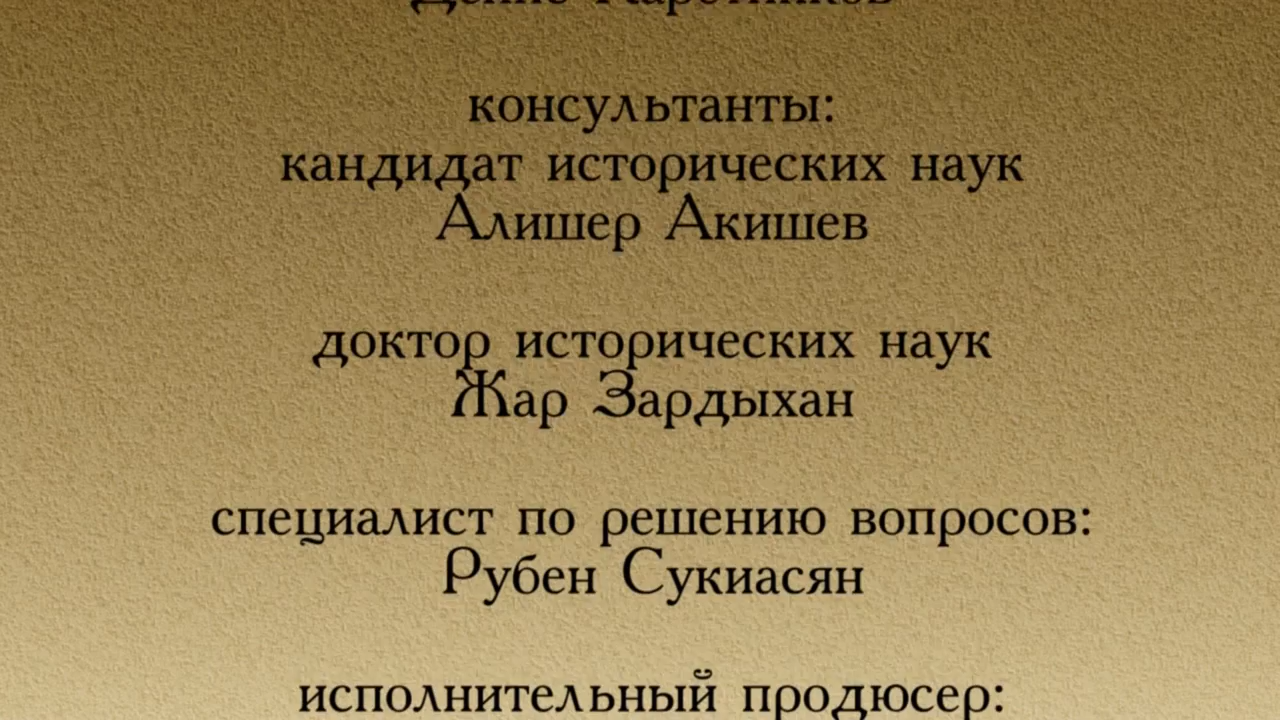 консультанты:
кандидат исторических наук
Алишер Акишев
доктор исторических наук
Жар Зардыхан
специалист по решению вопросов:
Рубен Сукиасян
исполнительный продюсер: